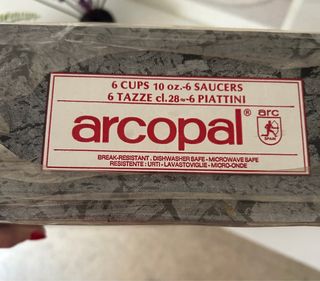 6 CUPS 10 oz.-6 SAUCERS
6 TAZZE cl.28-6 PIATTINI
arcopal® arc
SPAIN
BREAK-RESISTANT . DISHWASHER SAFE - MICROWAVE SAFE
RESISTENTE : URTI - LAVASTOVIGLIE - MICRO-ONDE